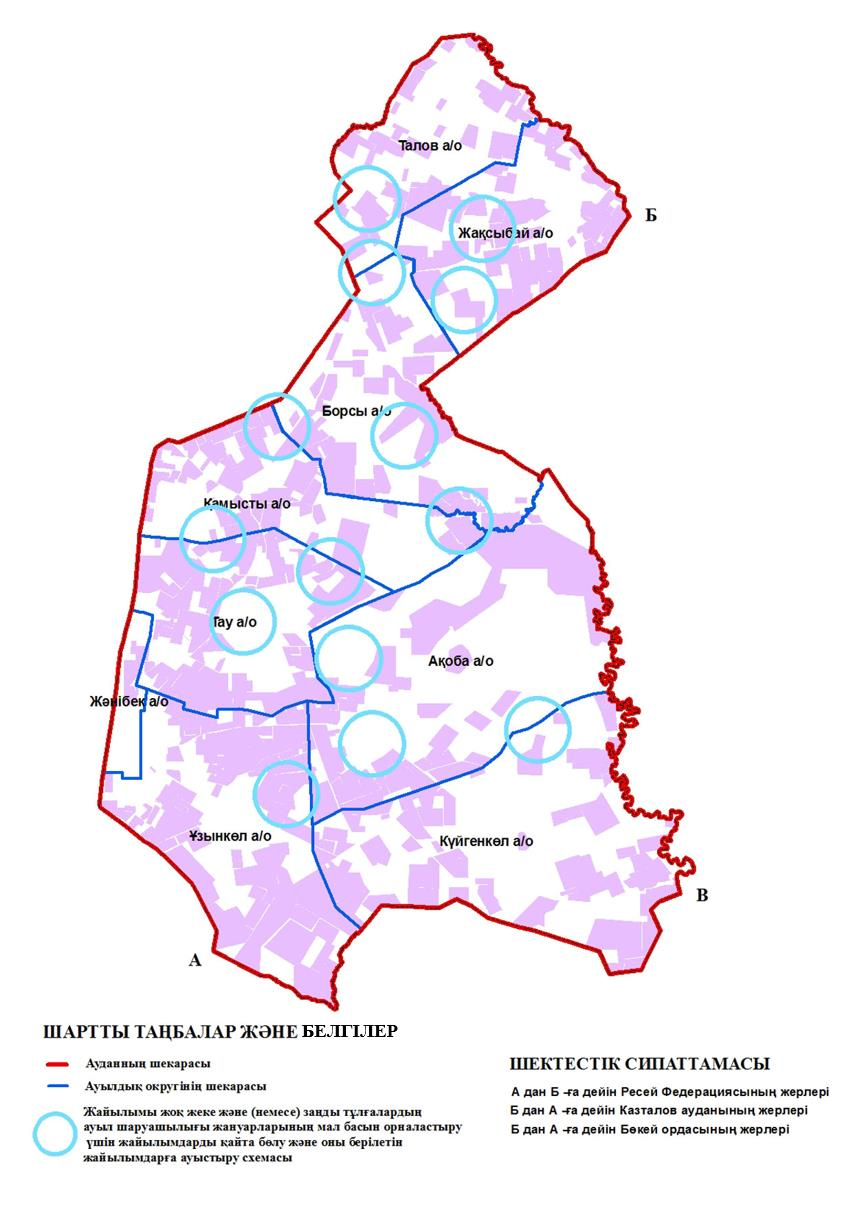 Талов а/о
Б
Жақсыбай а/о
Борсы а/о
Қамысты а/о
Тау а/о
Ақоба а/о
Жәнібек а/о
Ұзынкөл а/о
Күйгенкөл а/о
В
А
ШАРТТЫ ТАҢБАЛАР ЖӘНЕ БЕЛГІЛЕР
Ауданның шекарасы
Ауылдық округінің шекарасы
Жайылымы жоқ жеке және (немесе) заңды тұлғалардың
ауыл шаруашылығы жануарларының мал басын орналастыру
үшін жайылымдарды қайта бөлу және оны берілетін
жайылымдарға ауыстыру схемасы
ШЕКТЕСТІК СИПАТТАМАСЫ
А дан Б -ға дейін Ресей Федерациясының жерлері
Б дан А -ға дейін Казталов ауданының жерлері
Б дан А -ға дейін Бөкей ордасының жерлері